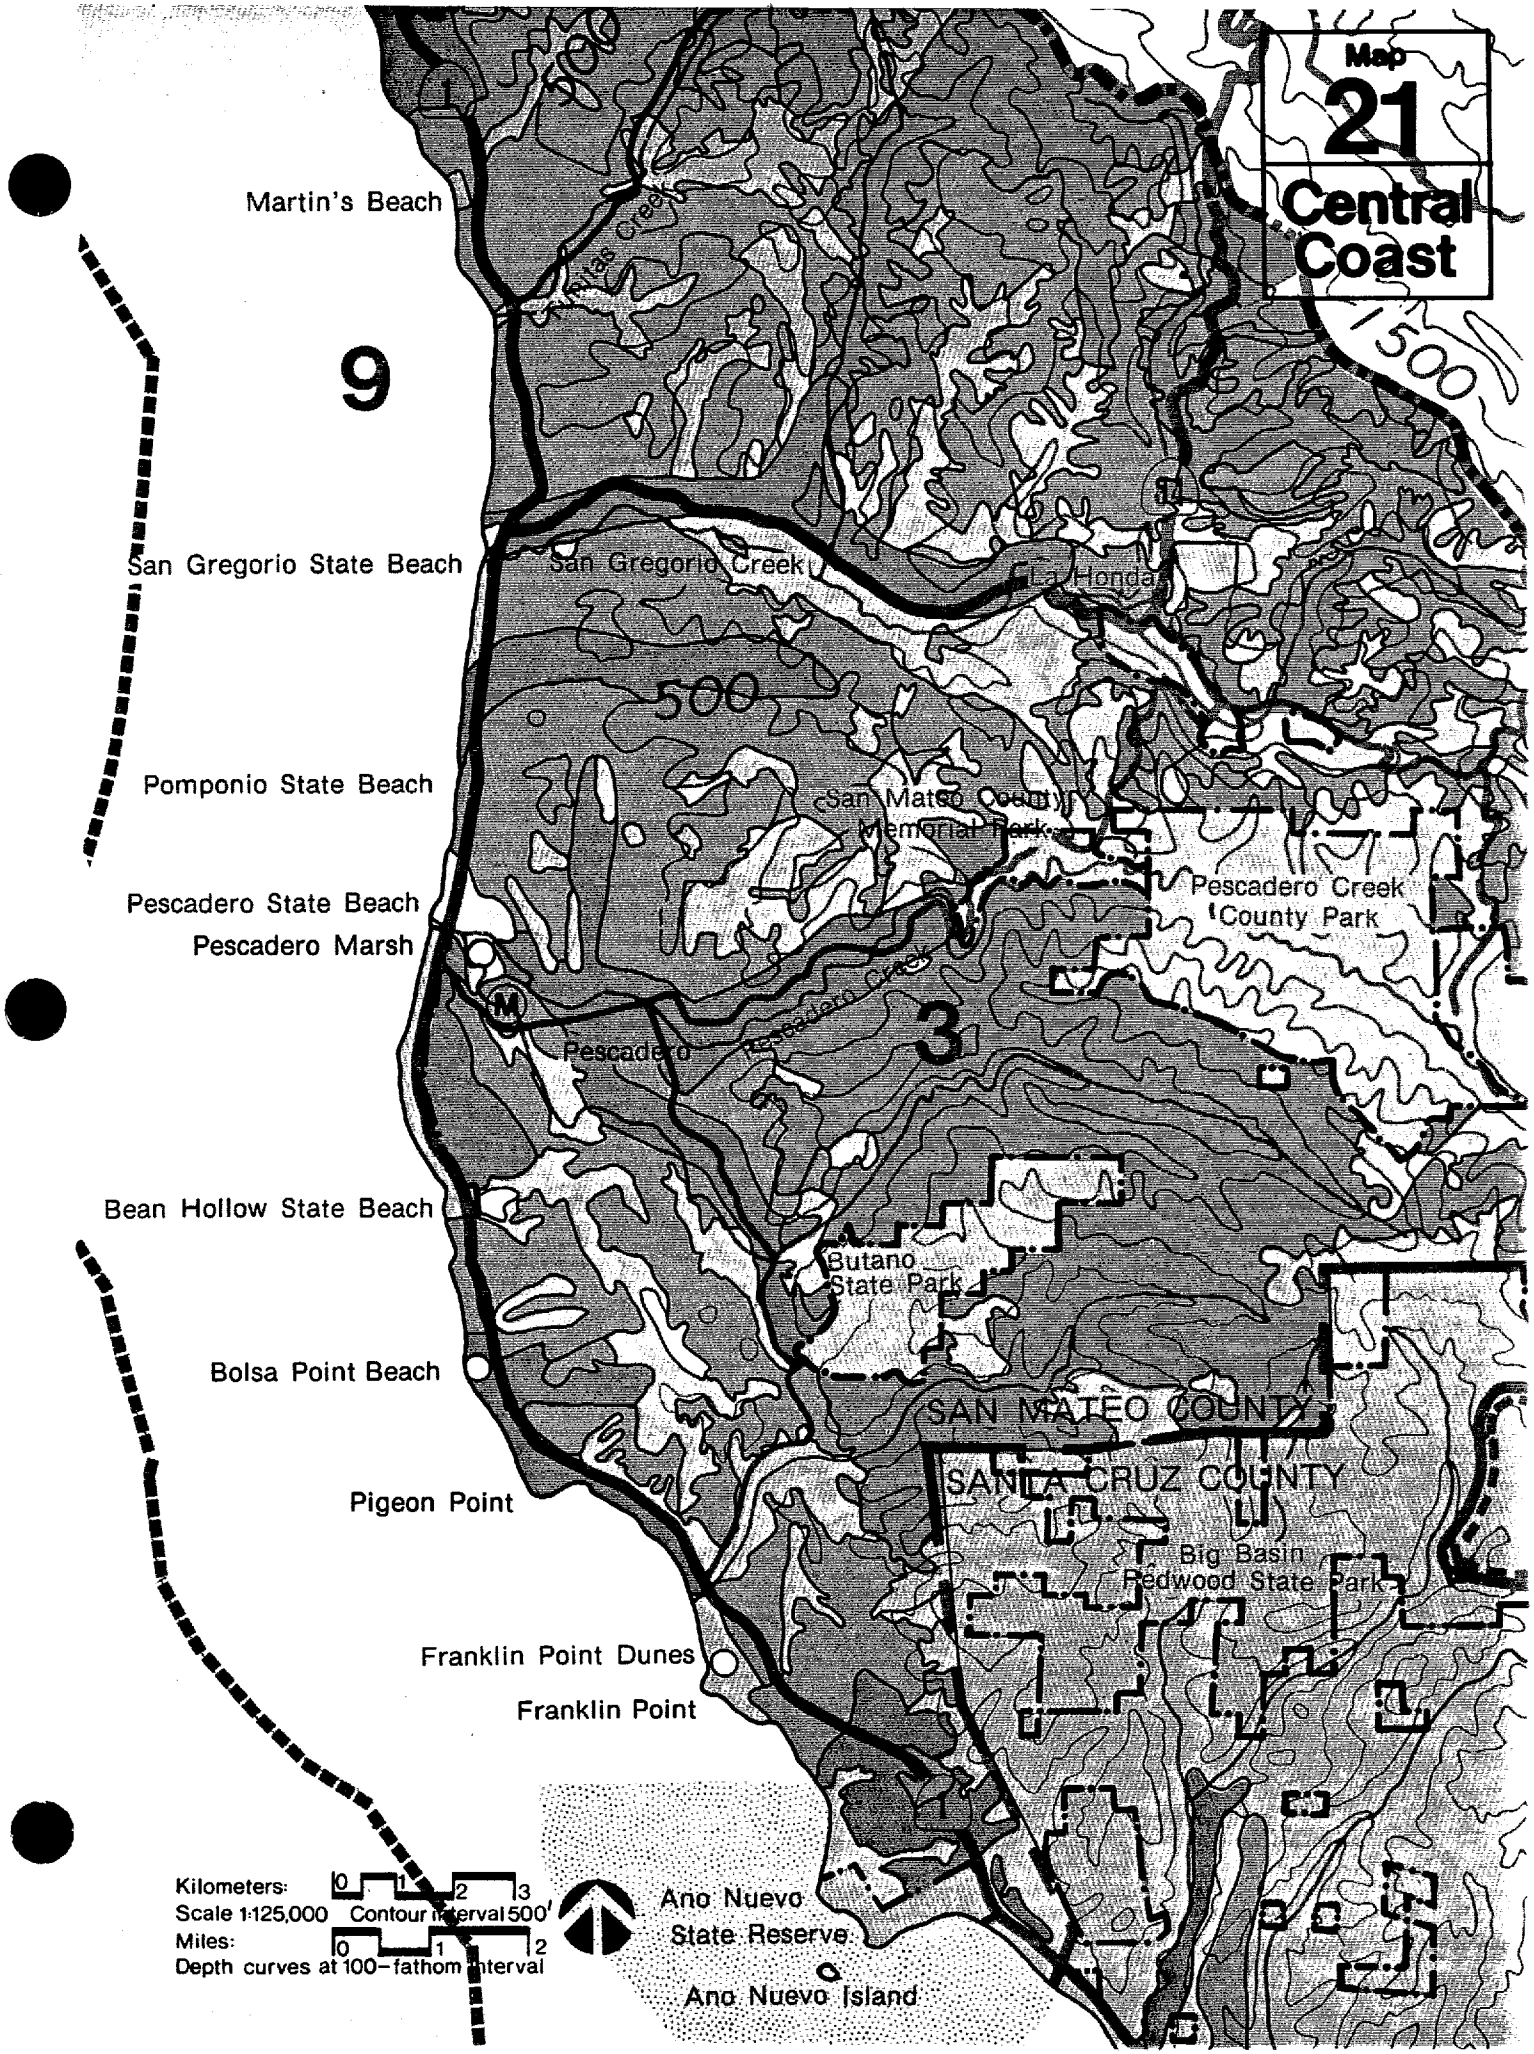 Map
21
Central
Coast
500
1
Martin's Beach
Tunitas Creek
9
1500
San Gregorio State Beach
San Gregorio Creek
La Honda
500
Pomponio State Beach
San Mateo County
Memorial Park
Pescadero Creek
County Park
Pescadero State Beach
Pescadero Marsh
M
Pescadero Creek
3
Pescadero
Bean Hollow State Beach
Butano
State Park
Bolsa Point Beach
SAN MATEO COUNTY
SANTA CRUZ COUNTY
Pigeon Point
Big Basin
Redwood State Park
Franklin Point Dunes
Franklin Point
1
Kilometers: 0 1 2 3
Scale 1:125,000 Contour interval 500'
Miles: 0 1 2
Depth curves at 100-fathom interval
Ano Nuevo
State Reserve
Ano Nuevo Island